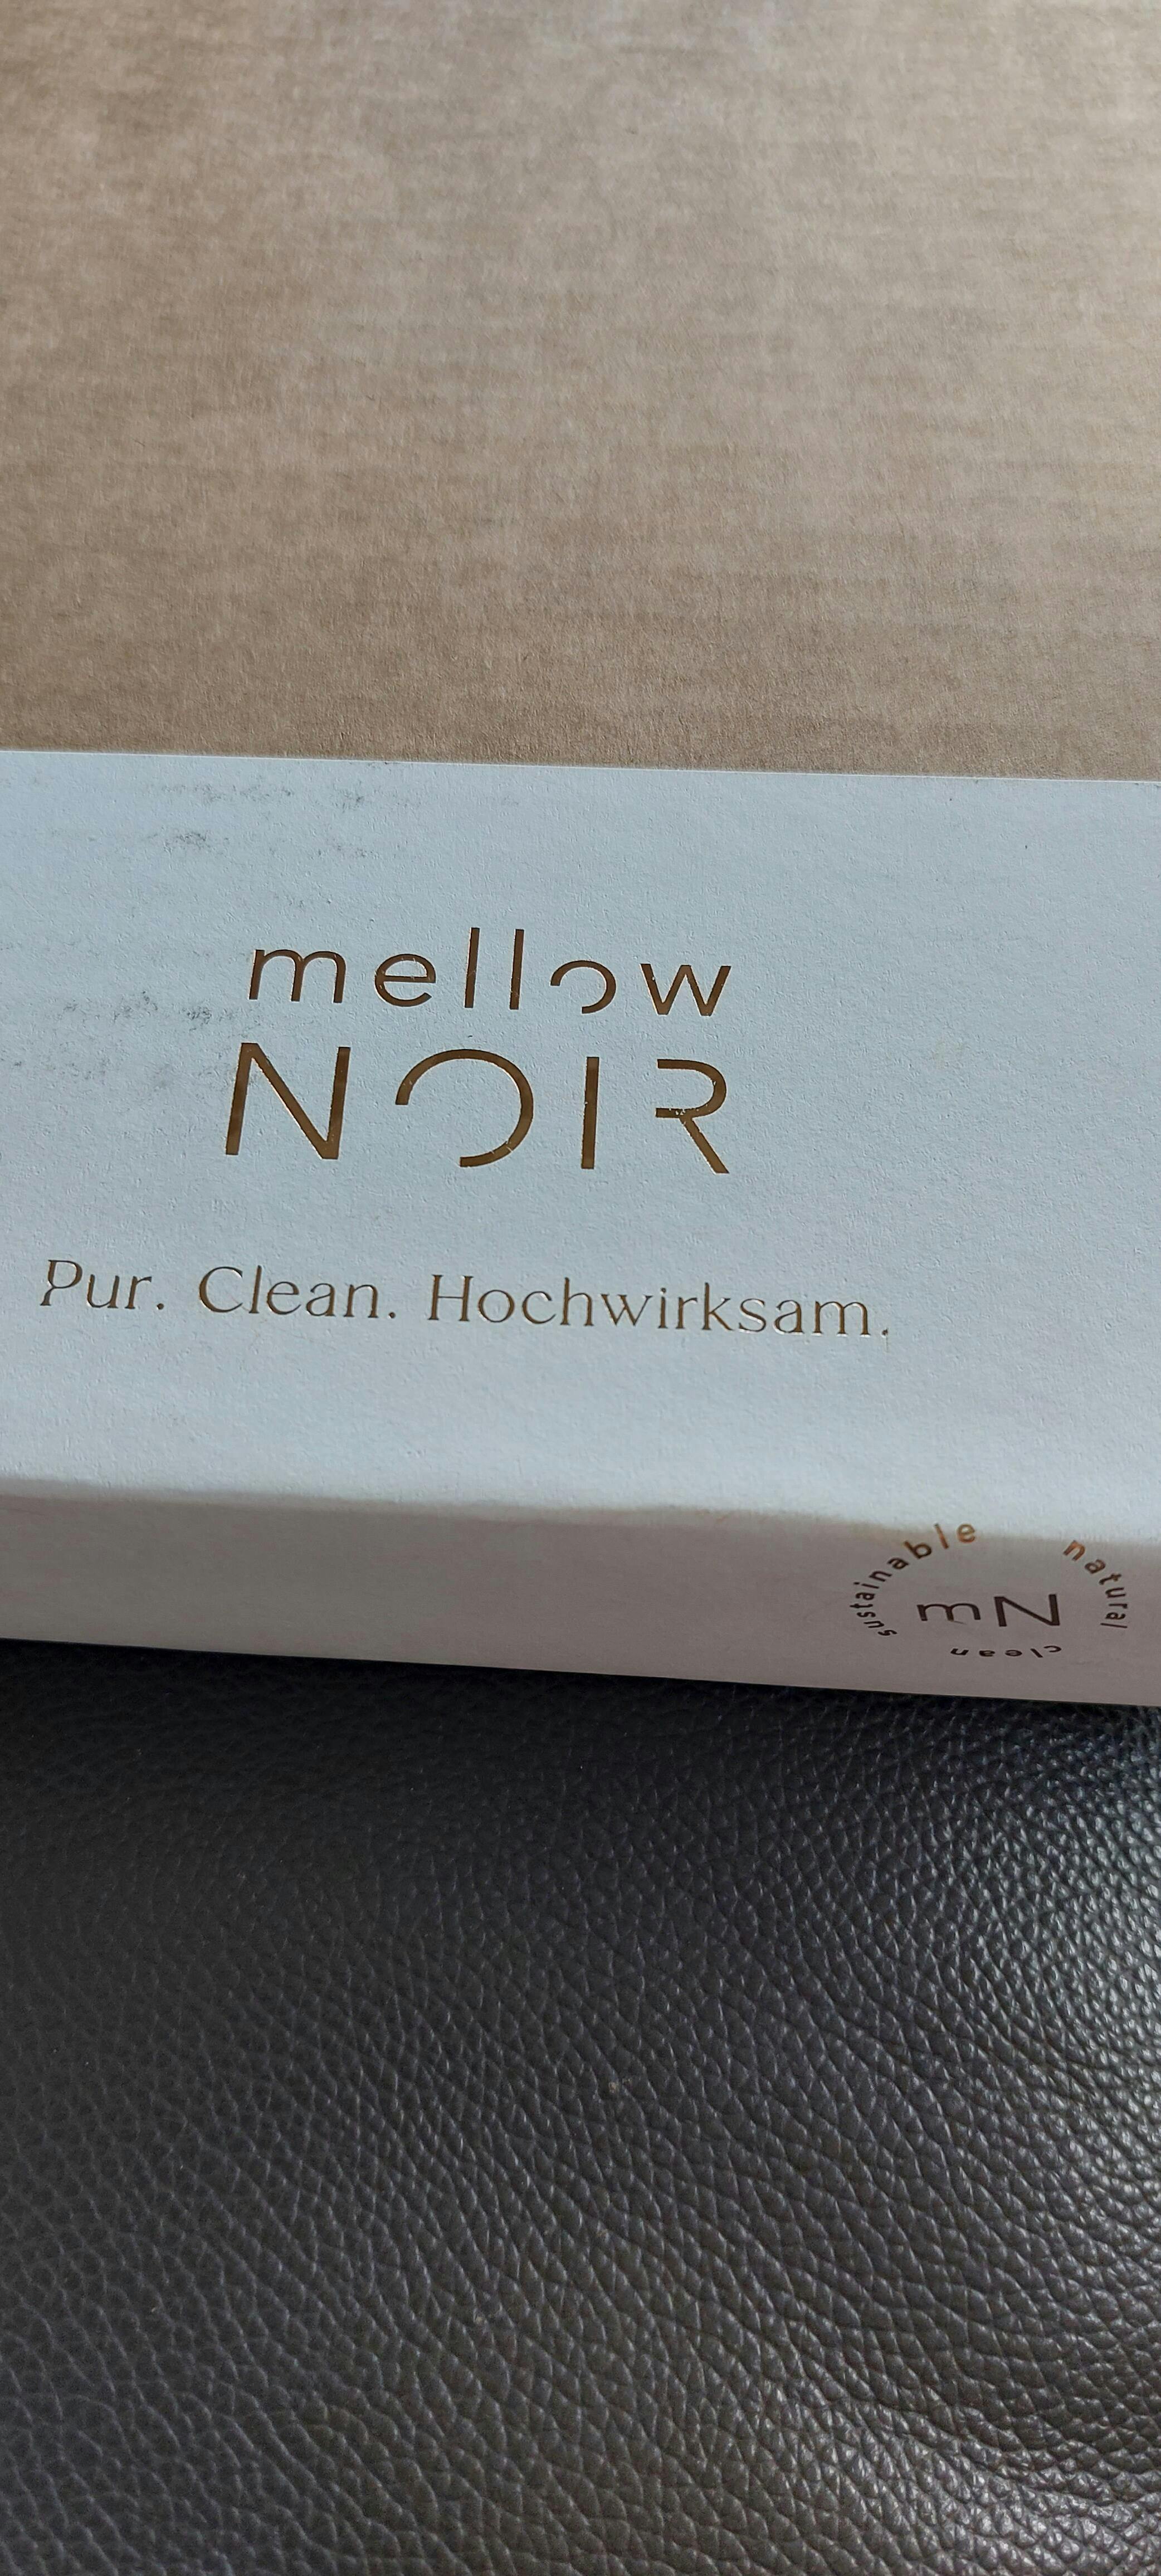 mellow
NOIR
Pur. Clean. Hochwirksam.
sustainable natural clean
mN